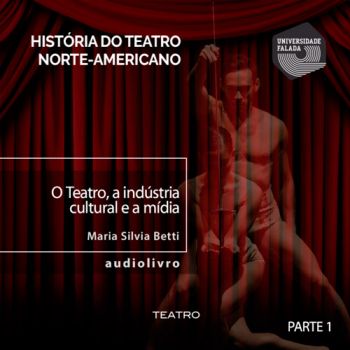 HISTÓRIA DO TEATRO
NORTE-AMERICANO
UNIVERSIDADE
FALADA
O Teatro, a indústria
cultural e a mídia
Maria Silvia Betti
audiolivro
TEATRO
PARTE 1